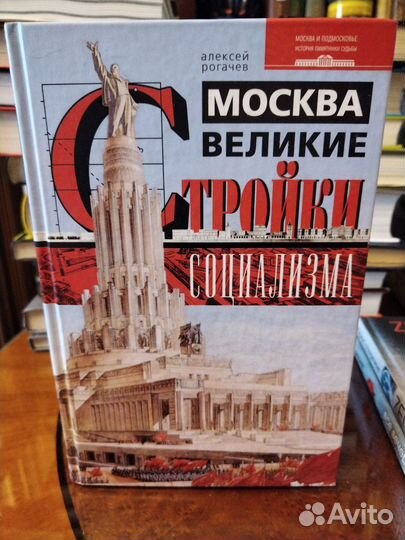 алексей
рогачев
МОСКВА И ПОДМОСКОВЬЕ
ИСТОРИЯ ПАМЯТНИКИ СУДЬБЫ
МОСКВА
ВЕЛИКИЕ
СТРОЙКИ
СОЦИАЛИЗМА
Avito